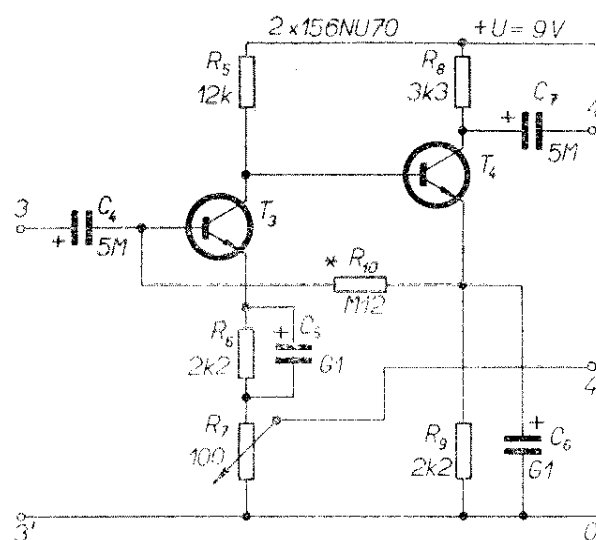 2×156NU70 +U=9V
R5
12k
R8
3k3
C7
+
5M
4
T4
T3
3
C4
+
5M
* R10
M12
R6
2k2
+
C5
G1
4
R7
100
R9
2k2
+
C6
G1
3'
0